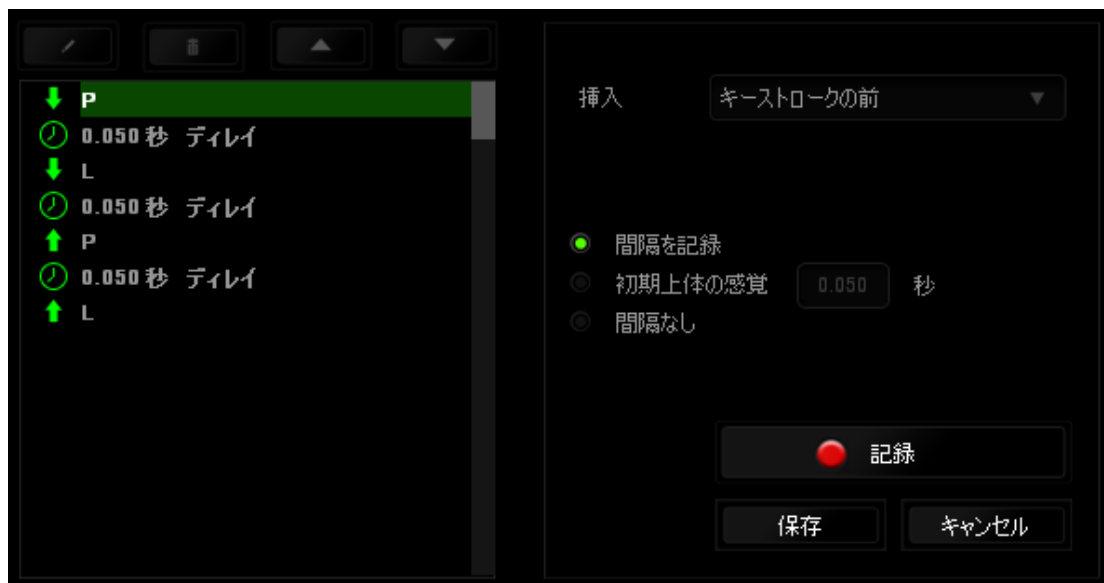 P
0.050 秒 ディレイ
L
0.050 秒 ディレイ
P
0.050 秒 ディレイ
L
挿入 キーストロークの前
間隔を記録
初期上体の感覚 0.050 秒
間隔なし
記録
保存 キャンセル